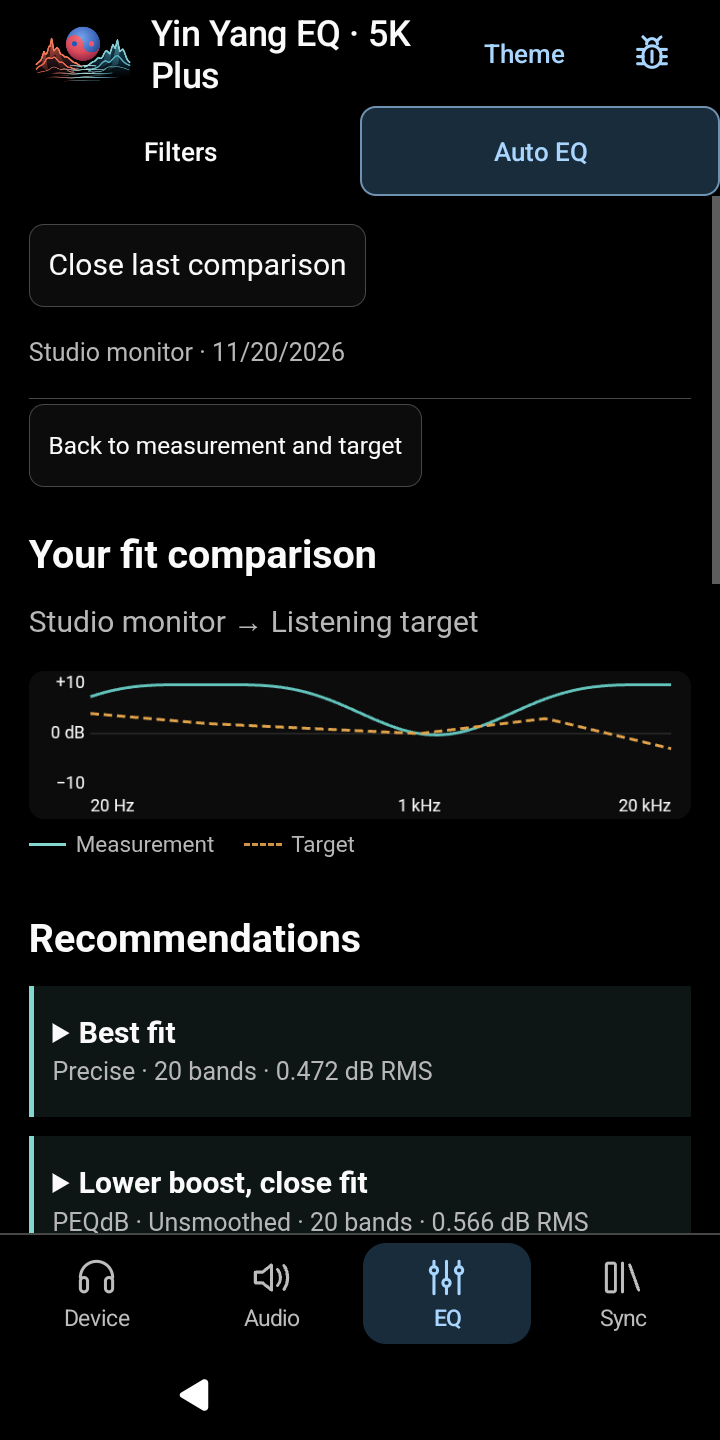 Yin Yang EQ · 5K
Plus
Theme
Filters
Auto EQ
Close last comparison
Studio monitor · 11/20/2026
Back to measurement and target
Your fit comparison
Studio monitor → Listening target
+10
0 dB
−10
20 Hz
1 kHz
20 kHz
Measurement
Target
Recommendations
▶ Best fit
Precise · 20 bands · 0.472 dB RMS
▶ Lower boost, close fit
PEQdB · Unsmoothed · 20 bands · 0.566 dB RMS
Device
Audio
EQ
Sync